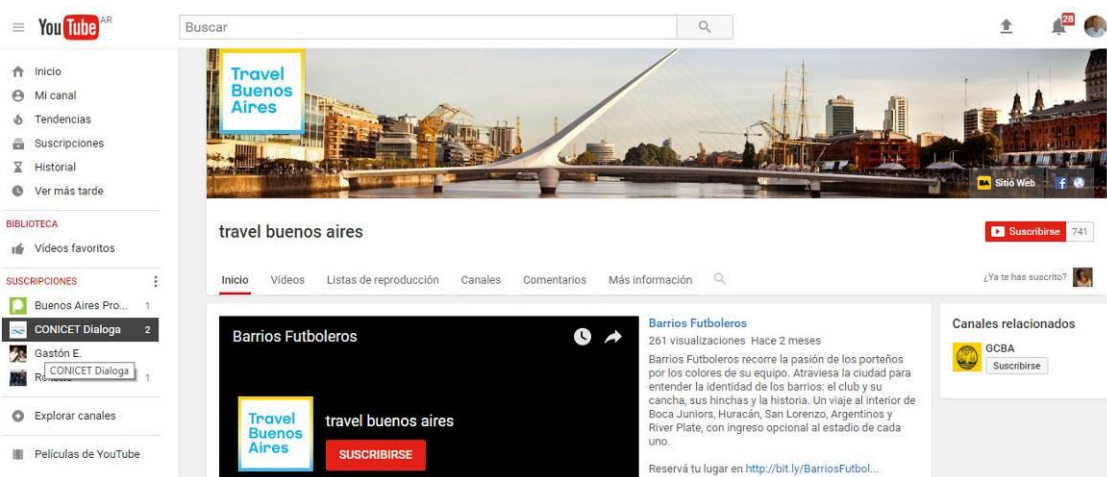 YouTube AR
Buscar
28
Inicio
Mi canal
Tendencias
Suscripciones
Historial
Ver más tarde
BIBLIOTECA
Vídeos favoritos
SUSCRIPCIONES
Buenos Aires Pro... 1
CONICET Dialoga 2
Gastón E.
CONICET Dialoga
1
Explorar canales
Películas de YouTube
Travel
Buenos
Aires
BA Sitio Web
travel buenos aires
Suscribirse 741
Inicio Vídeos Listas de reproducción Canales Comentarios Más información
¿Ya te has suscrito?
Barrios Futboleros
Travel
Buenos
Aires
travel buenos aires
SUSCRIBIRSE
Barrios Futboleros
261 visualizaciones Hace 2 meses
Barrios Futboleros recorre la pasión de los porteños
por los colores de su equipo. Atraviesa la ciudad para
entender la identidad de los barrios: el club y su
cancha, sus hinchas y la historia. Un viaje al interior de
Boca Juniors, Huracán, San Lorenzo, Argentinos y
River Plate, con ingreso opcional al estadio de cada
uno.
Reservá tu lugar en http://bit.ly/BarriosFutbol...
Canales relacionados
GCBA
Suscribirse